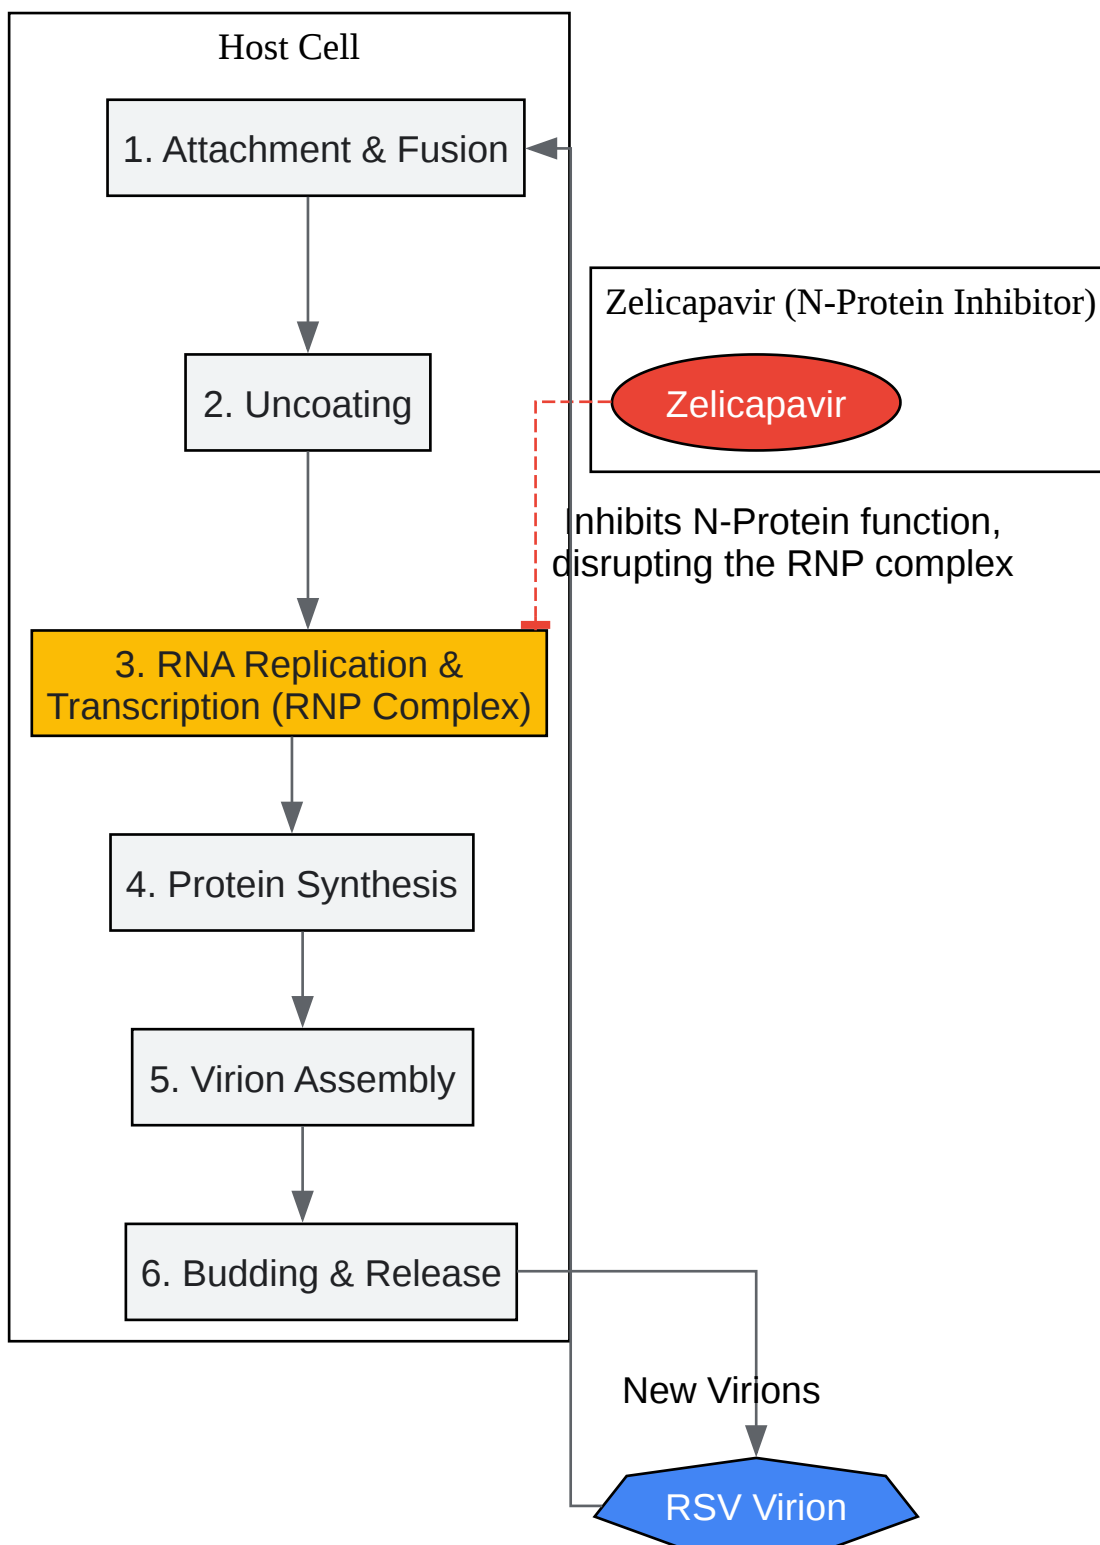 Host Cell
1. Attachment & Fusion
Zelicapavir (N-Protein Inhibitor)
2. Uncoating
Zelicapavir
Inhibits N-Protein function,
disrupting the RNP complex
3. RNA Replication &
Transcription (RNP Complex)
4. Protein Synthesis
5. Virion Assembly
6. Budding & Release
New Virions
RSV Virion